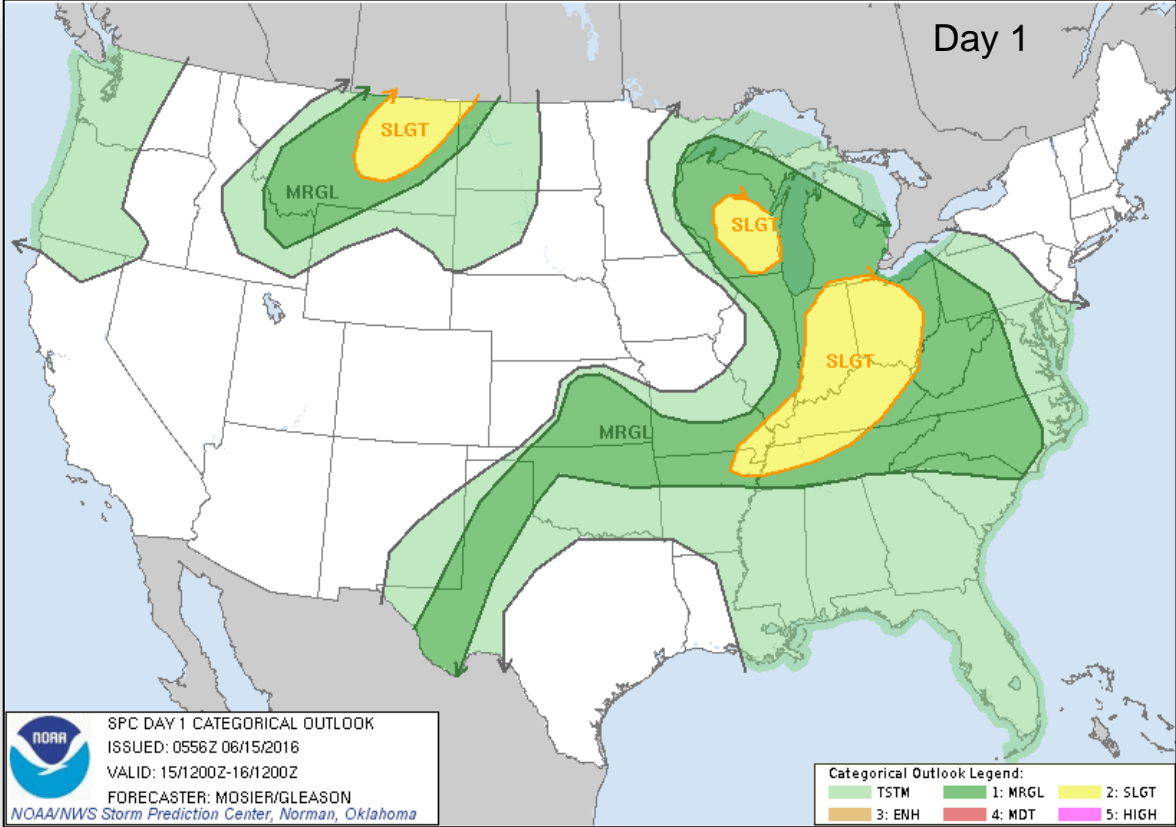 Day 1
SLGT
MRGL
SLGT
SLGT
MRGL
NOAA
SPC DAY 1 CATEGORICAL OUTLOOK
ISSUED: 0556Z 06/15/2016
VALID: 15/1200Z-16/1200Z
FORECASTER: MOSIER/GLEASON
NOAA/NWS Storm Prediction Center, Norman, Oklahoma
Categorical Outlook Legend:
TSTM 1: MRGL 2: SLGT
3: ENH 4: MDT 5: HIGH